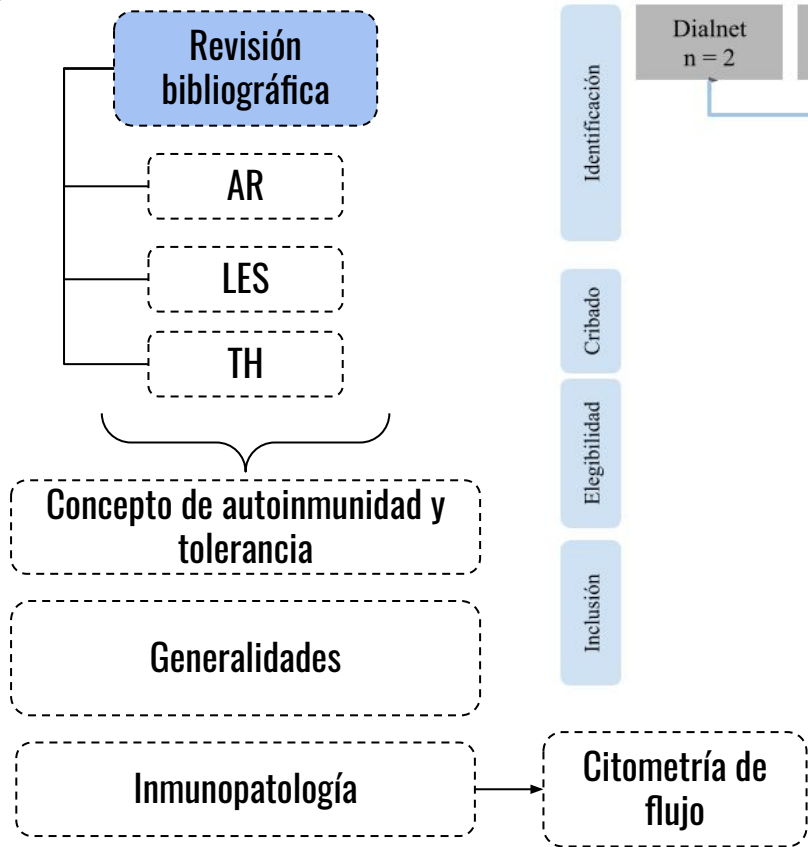 Revisión
bibliográfica
AR
LES
TH
Concepto de autoinmunidad y
tolerancia
Generalidades
Inmunopatología
Citometría de
flujo
Identificación
Cribado
Elegibilidad
Inclusión
Dialnet
n = 2